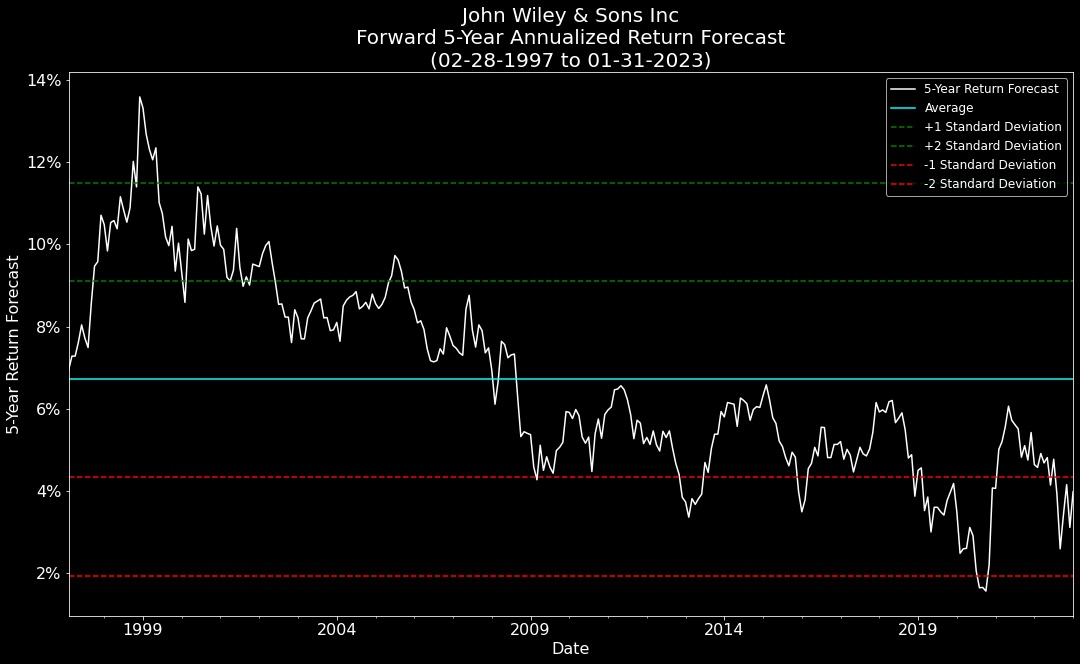 John Wiley & Sons Inc
Forward 5-Year Annualized Return Forecast
(02-28-1997 to 01-31-2023)
14%
12%
10%
8%
6%
4%
2%
5-Year Return Forecast
5-Year Return Forecast
Average
+1 Standard Deviation
+2 Standard Deviation
-1 Standard Deviation
-2 Standard Deviation
1999 2004 2009 2014 2019
Date